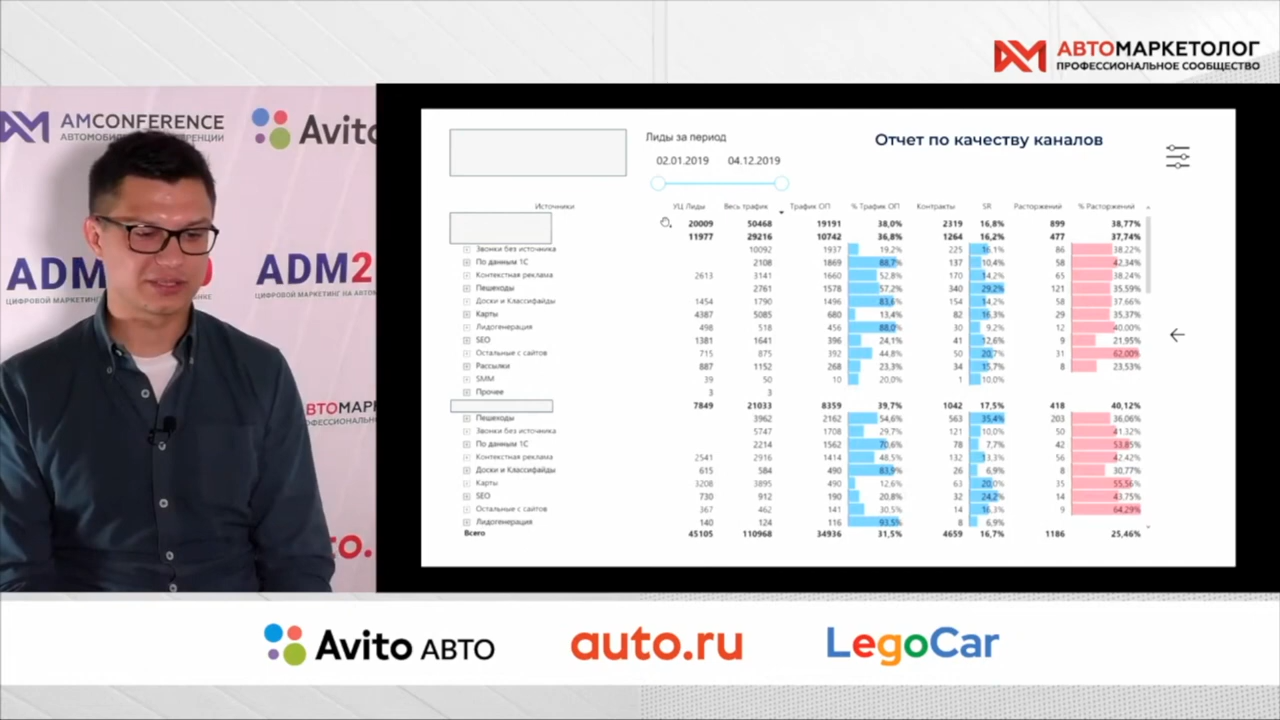 АВТОМАРКЕТОЛОГ
ПРОФЕССИОНАЛЬНОЕ СООБЩЕСТВО
AMCONFERENCE
Avito
ADM
ADM2
ЦИФРОВОЙ МАРКЕТИНГ
ЦИФРОВОЙ МАРКЕТИНГ НА
Лиды за период
02.01.2019 04.12.2019
Отчет по качеству каналов
Источники УЦ Лиды Весь трафик Трафик ОП % Трафик ОП Контракты SR Расторжений % Расторжений
20009 50468 19191 38,0% 2319 16,8% 899 38,77%
11977 29216 10742 36,8% 1264 16,2% 477 37,74%
Звонки без источника 10092 1937 19,2% 225 16,1% 86 38,22%
По данным 1С 2108 1869 88,7% 137 10,4% 58 42,34%
Контекстная реклама 2613 3141 1660 52,8% 170 14,2% 65 38,24%
Пешеходы 2761 1578 57,2% 340 29,2% 121 35,59%
Доски и Классифайды 1454 1790 1496 83,6% 154 14,2% 58 37,66%
Карты 4387 5085 680 13,4% 82 16,3% 29 35,37%
Лидогенерация 498 518 456 88,0% 30 9,2% 12 40,00%
SEO 1381 1641 396 24,1% 41 12,6% 9 21,95%
Остальные с сайтов 715 875 392 44,8% 50 20,7% 31 62,00%
Рассылки 887 1152 268 23,3% 34 15,7% 8 23,53%
SMM 39 50 10 20,0% 1 10,0%
Прочее 3 3
7849 21033 8359 39,7% 1042 17,5% 418 40,12%
Пешеходы 3962 2162 54,6% 563 35,4% 203 36,06%
Звонки без источника 5747 1708 29,7% 121 10,0% 50 41,32%
По данным 1С 2214 1562 70,6% 78 7,7% 42 53,85%
Контекстная реклама 2541 2916 1414 48,5% 132 13,3% 56 42,42%
Доски и Классифайды 615 584 490 83,9% 26 6,9% 8 30,77%
Карты 3208 3895 490 12,6% 63 20,0% 35 55,56%
SEO 730 912 190 20,8% 32 24,2% 14 43,75%
Остальные с сайтов 367 462 141 30,5% 14 16,3% 9 64,29%
Лидогенерация 140 124 116 93,5% 8 6,9%
Всего 45105 110968 34936 31,5% 4659 16,7% 1186 25,46%
Avito АВТО
auto.ru
LegoCar